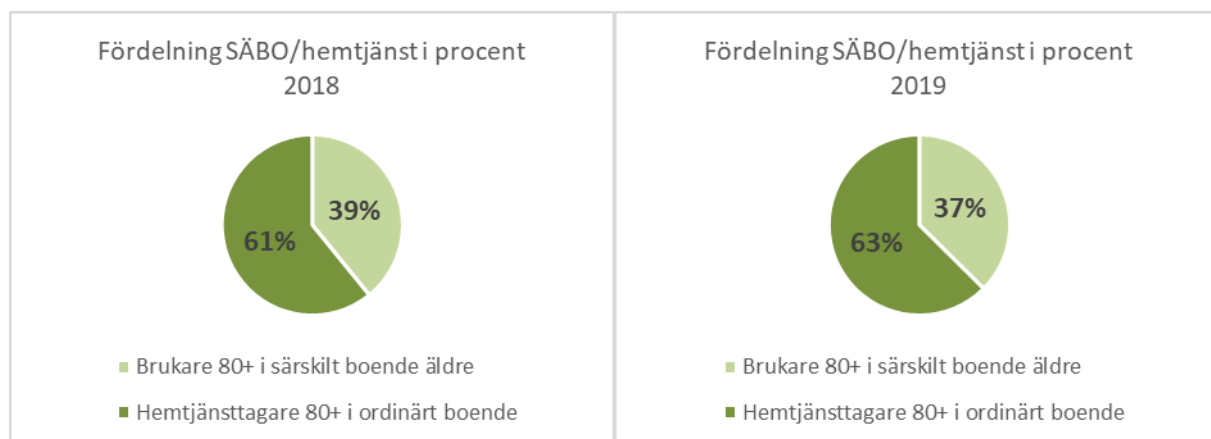 Fördelning SÄBO/hemtjänst i procent
2018
39%
61%
Brukare 80+ i särskilt boende äldre
Hemtjänsttagare 80+ i ordinärt boende
Fördelning SÄBO/hemtjänst i procent
2019
37%
63%
Brukare 80+ i särskilt boende äldre
Hemtjänsttagare 80+ i ordinärt boende